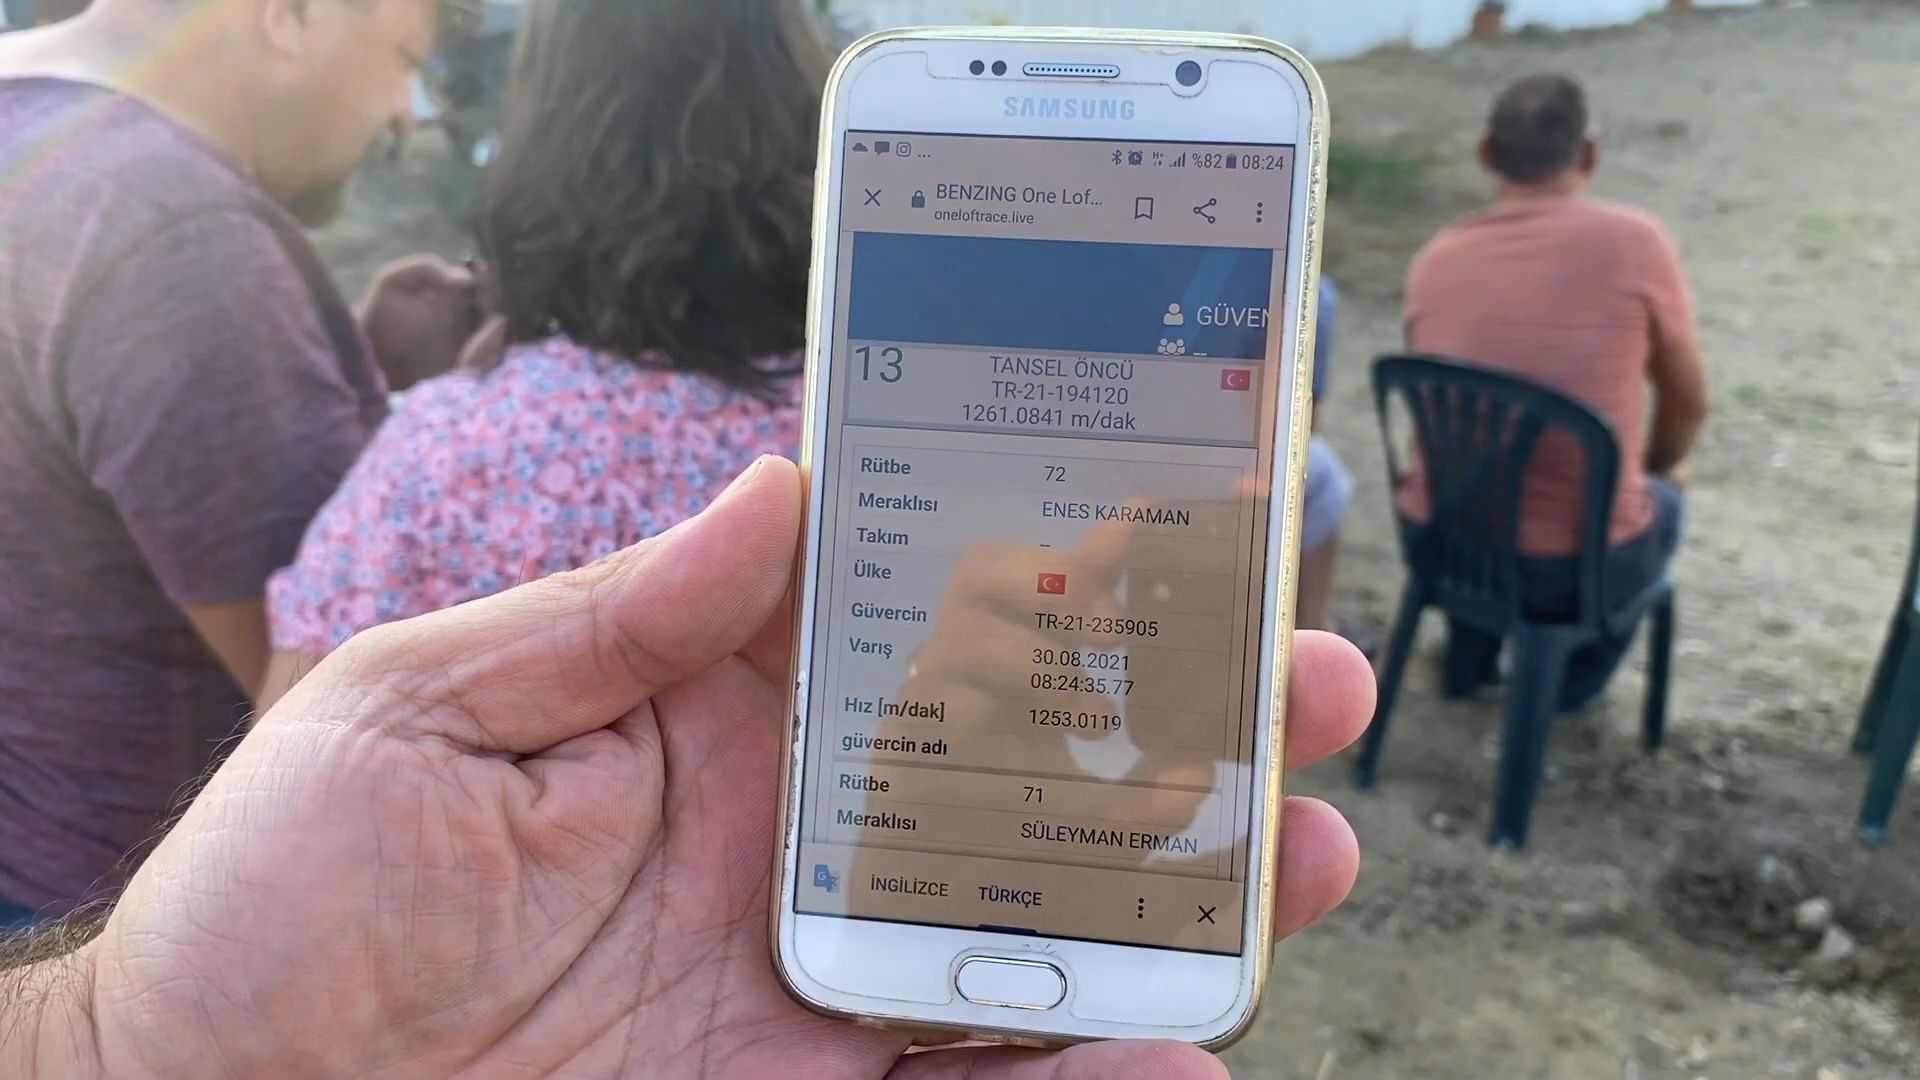 SAMSUNG
... %82 08:24
BENZING One Lof...
oneloftrace.live
GÜVEN
--
13
TANSEL ÖNCÜ
TR-21-194120
1261.0841 m/dak
Rütbe 72
Meraklısı ENES KARAMAN
Takım _
Ülke
Güvercin TR-21-235905
Varış 30.08.2021
08:24:35.77
Hız [m/dak] 1253.0119
güvercin adı
Rütbe 71
Meraklısı SÜLEYMAN ERMAN
İNGİLİZCE TÜRKÇE